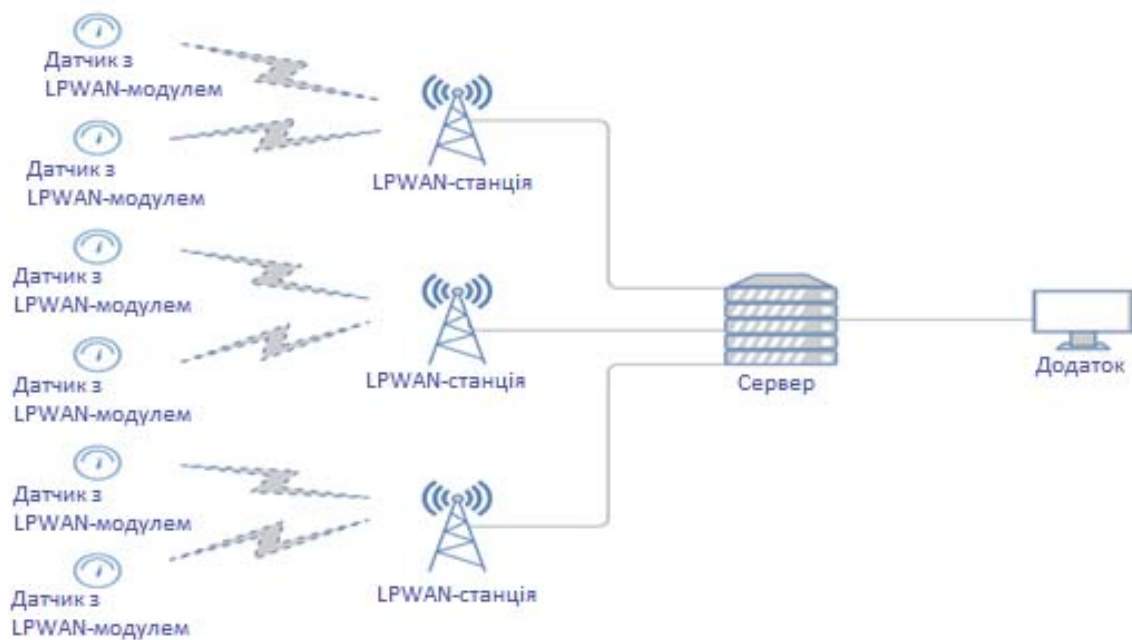 Датчик з
LPWAN-модулем
LPWAN-станція
Датчик з
LPWAN-модулем
Датчик з
LPWAN-модулем
LPWAN-станція
Сервер
Додаток
Датчик з
LPWAN-модулем
Датчик з
LPWAN-модулем
LPWAN-станція
Датчик з
LPWAN-модулем